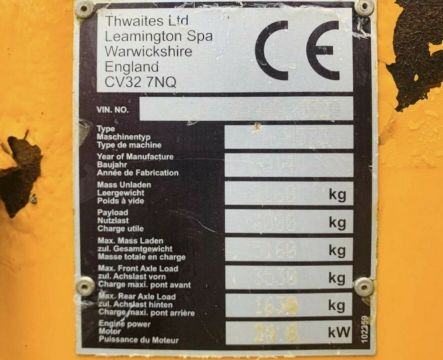 Thwaites Ltd
Leamington Spa
Warwickshire
England
CV32 7NQ
CE
VIN. NO.
Type
Maschinentyp
Type de machine
Year of Manufacture
Baujahr
Année de Fabrication
Mass Unladen
Leergewicht kg
Poids à vide
Payload
Nutzlast kg
Charge utile
Max. Mass Laden
zul. Gesamtgewicht kg
Masse totale en charge
Max. Front Axle Load
zul. Achslast vorn kg
Charge maxi. pont avant
Max. Rear Axle Load
zul. Achslast hinten kg
Charge maxi. pont arrière
Engine power
Motor kW
Puissance du Moteur
102359